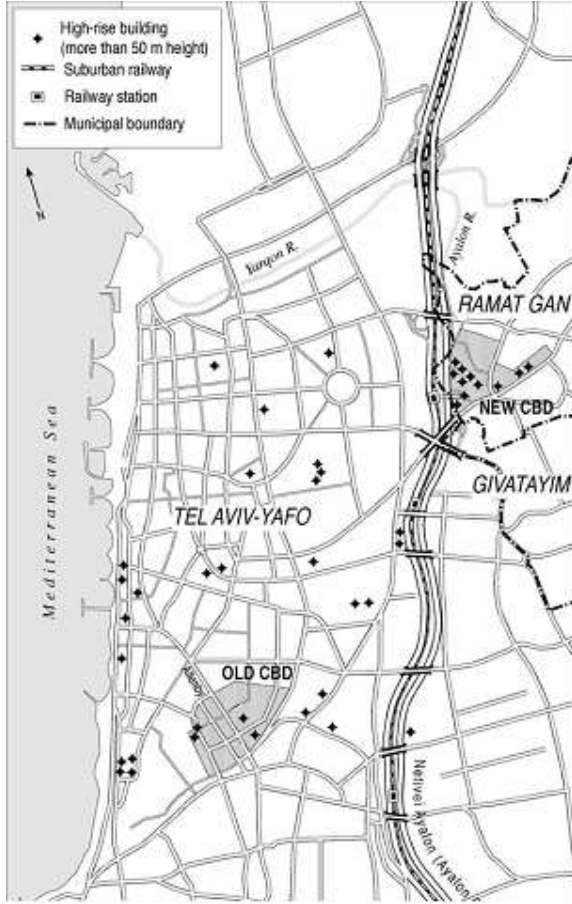 High-rise building
(more than 50 m height)
Suburban railway
Railway station
Municipal boundary
N
Yarqon R.
Ayalon R.
RAMAT GAN
NEW CBD
Mediterranean Sea
GIVATAYIM
TEL AVIV-YAFO
Allenby
OLD CBD
Netivei Ayalon (Ayalon